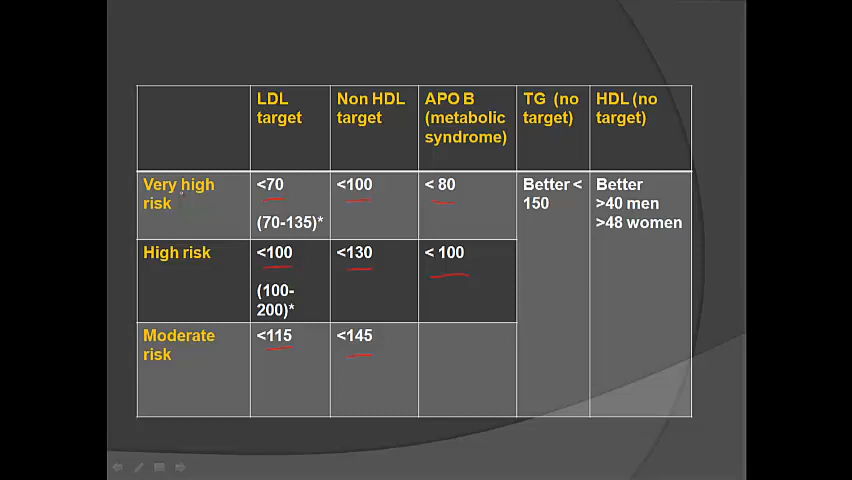 LDL target
Non HDL target
APO B (metabolic syndrome)
TG (no target)
HDL (no target)
Very high risk
<70
(70-135)*
<100
< 80
Better < 150
Better
>40 men
>48 women
High risk
<100
(100-200)*
<130
< 100
Moderate risk
<115
<145